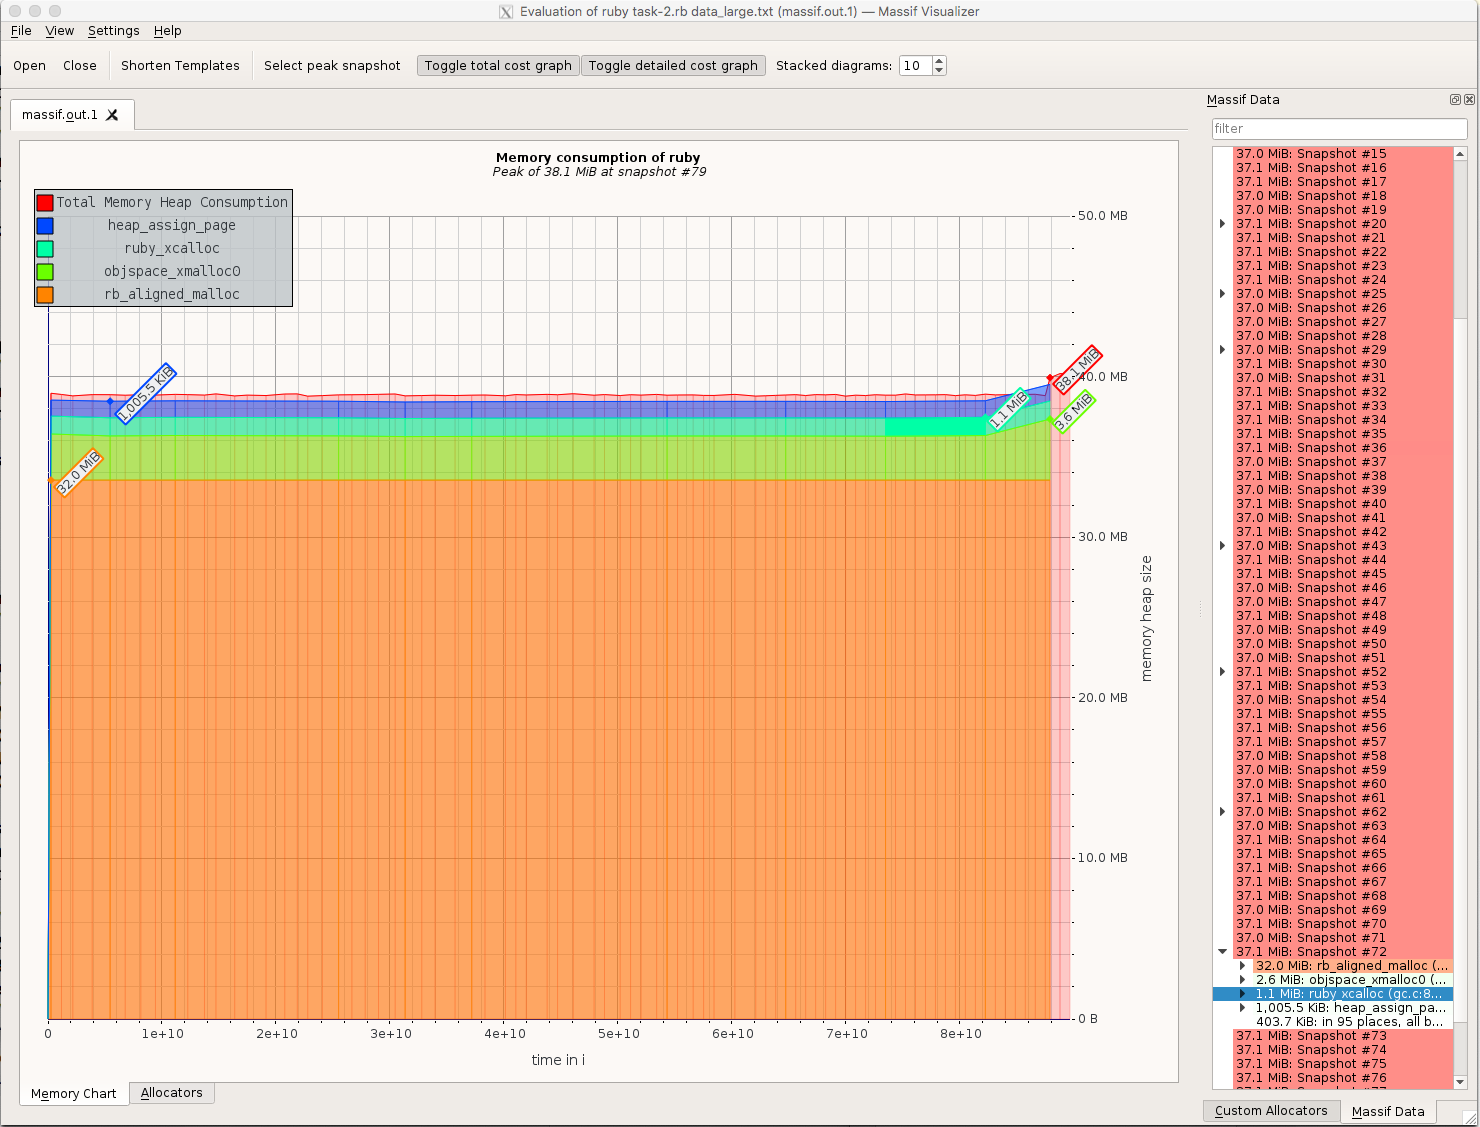 Evaluation of ruby task-2.rb data_large.txt (massif.out.1) — Massif Visualizer
File View Settings Help
Open Close Shorten Templates Select peak snapshot Toggle total cost graph Toggle detailed cost graph Stacked diagrams: 10
massif.out.1
Memory consumption of ruby
Peak of 38.1 MiB at snapshot #79
Total Memory Heap Consumption
heap_assign_page
ruby_xcalloc
objspace_xmalloc0
rb_aligned_malloc
50.0 MB
40.0 MB
30.0 MB
20.0 MB
10.0 MB
0 B
memory heap size
1,005.5 KiB
32.0 MiB
38.1 MiB
1.1 MiB
3.6 MiB
0 1e+10 2e+10 3e+10 4e+10 5e+10 6e+10 7e+10 8e+10
time in i
Memory Chart Allocators
Massif Data
filter
37.0 MiB: Snapshot #15
37.1 MiB: Snapshot #16
37.1 MiB: Snapshot #17
37.0 MiB: Snapshot #18
37.0 MiB: Snapshot #19
37.1 MiB: Snapshot #20
37.1 MiB: Snapshot #21
37.1 MiB: Snapshot #22
37.0 MiB: Snapshot #23
37.1 MiB: Snapshot #24
37.0 MiB: Snapshot #25
37.0 MiB: Snapshot #26
37.0 MiB: Snapshot #27
37.0 MiB: Snapshot #28
37.0 MiB: Snapshot #29
37.1 MiB: Snapshot #30
37.0 MiB: Snapshot #31
37.1 MiB: Snapshot #32
37.0 MiB: Snapshot #33
37.1 MiB: Snapshot #34
37.1 MiB: Snapshot #35
37.1 MiB: Snapshot #36
37.0 MiB: Snapshot #37
37.1 MiB: Snapshot #38
37.0 MiB: Snapshot #39
37.1 MiB: Snapshot #40
37.0 MiB: Snapshot #41
37.1 MiB: Snapshot #42
37.0 MiB: Snapshot #43
37.1 MiB: Snapshot #44
37.1 MiB: Snapshot #45
37.0 MiB: Snapshot #46
37.0 MiB: Snapshot #47
37.1 MiB: Snapshot #48
37.0 MiB: Snapshot #49
37.0 MiB: Snapshot #50
37.0 MiB: Snapshot #51
37.1 MiB: Snapshot #52
37.1 MiB: Snapshot #53
37.0 MiB: Snapshot #54
37.1 MiB: Snapshot #55
37.1 MiB: Snapshot #56
37.1 MiB: Snapshot #57
37.0 MiB: Snapshot #58
37.0 MiB: Snapshot #59
37.0 MiB: Snapshot #60
37.1 MiB: Snapshot #61
37.0 MiB: Snapshot #62
37.0 MiB: Snapshot #63
37.1 MiB: Snapshot #64
37.1 MiB: Snapshot #65
37.1 MiB: Snapshot #66
37.1 MiB: Snapshot #67
37.1 MiB: Snapshot #68
37.0 MiB: Snapshot #69
37.1 MiB: Snapshot #70
37.0 MiB: Snapshot #71
37.1 MiB: Snapshot #72
32.0 MiB: rb_aligned_malloc (...
2.6 MiB: objspace_xmalloc0 (...
1.1 MiB: ruby_xcalloc (gc.c:8...
1,005.5 KiB: heap_assign_pa...
403.7 KiB: in 95 places, all b...
37.1 MiB: Snapshot #73
37.1 MiB: Snapshot #74
37.1 MiB: Snapshot #75
37.1 MiB: Snapshot #76
Custom Allocators Massif Data